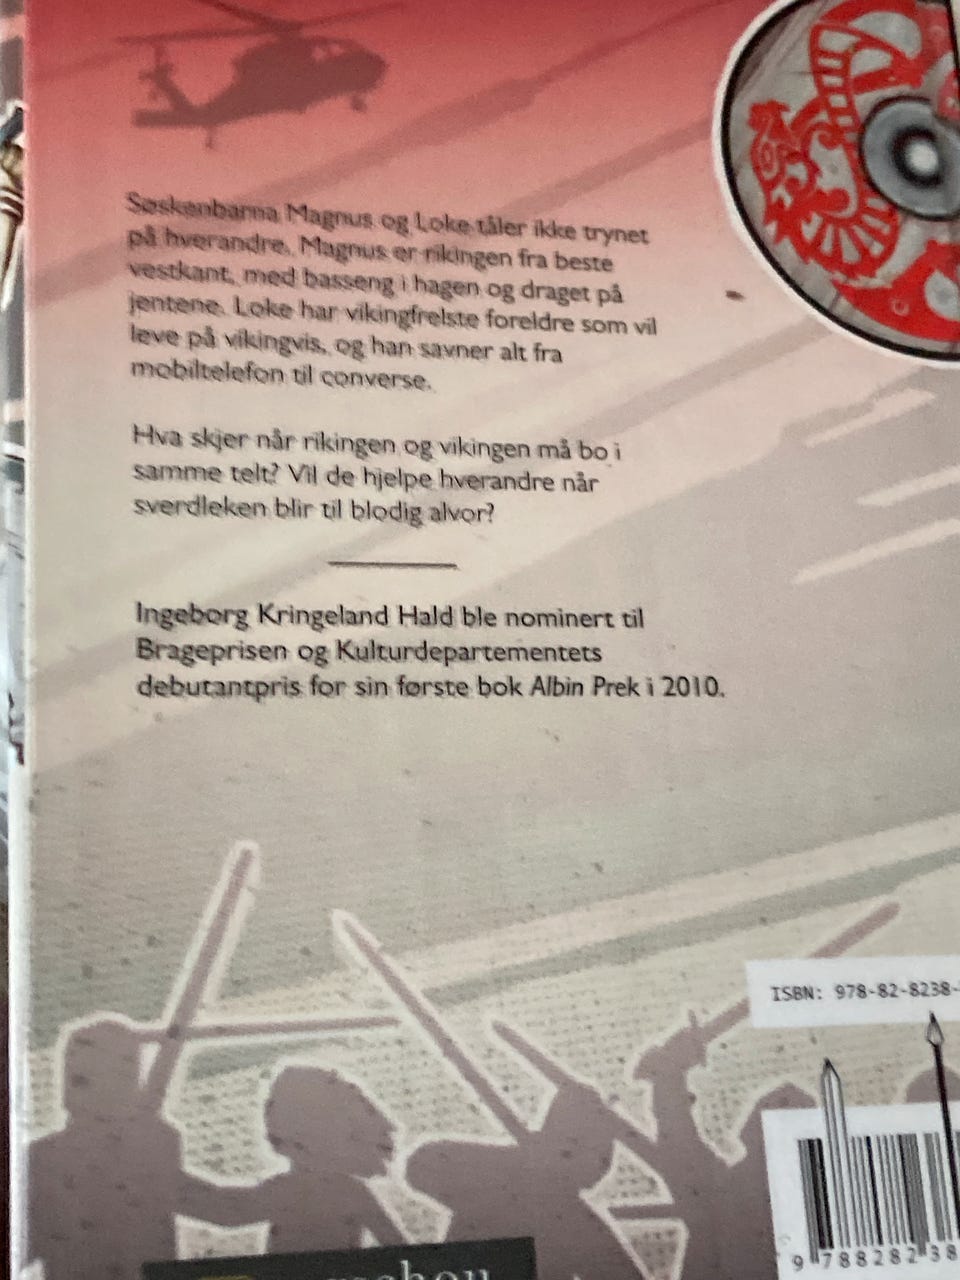 Søskenbarna Magnus og Loke tåler ikke trynet
på hverandre. Magnus er rikingen fra beste
vestkant, med basseng i hagen og draget på
jentene. Loke har vikingfrelste foreldre som vil
leve på vikingvis, og han savner alt fra
mobiltelefon til converse.
Hva skjer når rikingen og vikingen må bo i
samme telt? Vil de hjelpe hverandre når
sverdleken blir til blodig alvor?
Ingeborg Kringeland Hald ble nominert til
Brageprisen og Kulturdepartementets
debutantpris for sin første bok Albin Prek i 2010.
ISBN: 978-82-8238-
9 788282 38